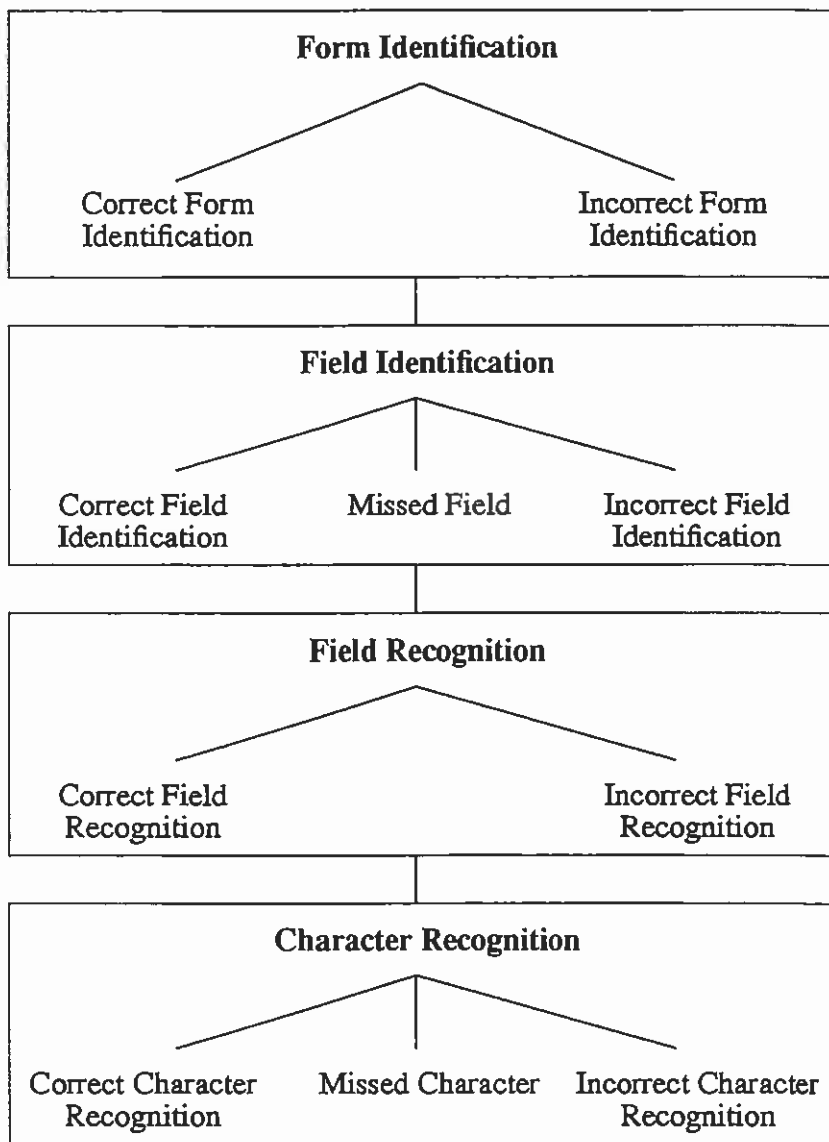 Form Identification
Correct Form
Identification
Incorrect Form
Identification
Field Identification
Correct Field
Identification
Missed Field
Incorrect Field
Identification
Field Recognition
Correct Field
Recognition
Incorrect Field
Recognition
Character Recognition
Correct Character
Recognition
Missed Character
Incorrect Character
Recognition